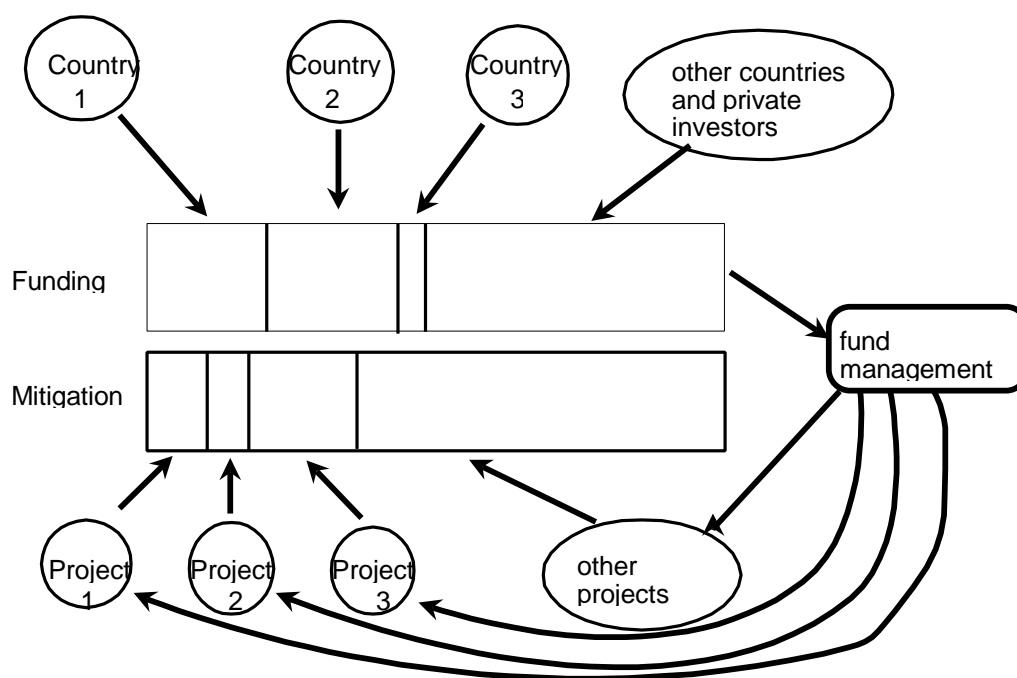 Country
1
Country
2
Country
3
other countries
and private
investors
Funding
fund
management
Mitigation
Project
1
Project
2
Project
3
other
projects